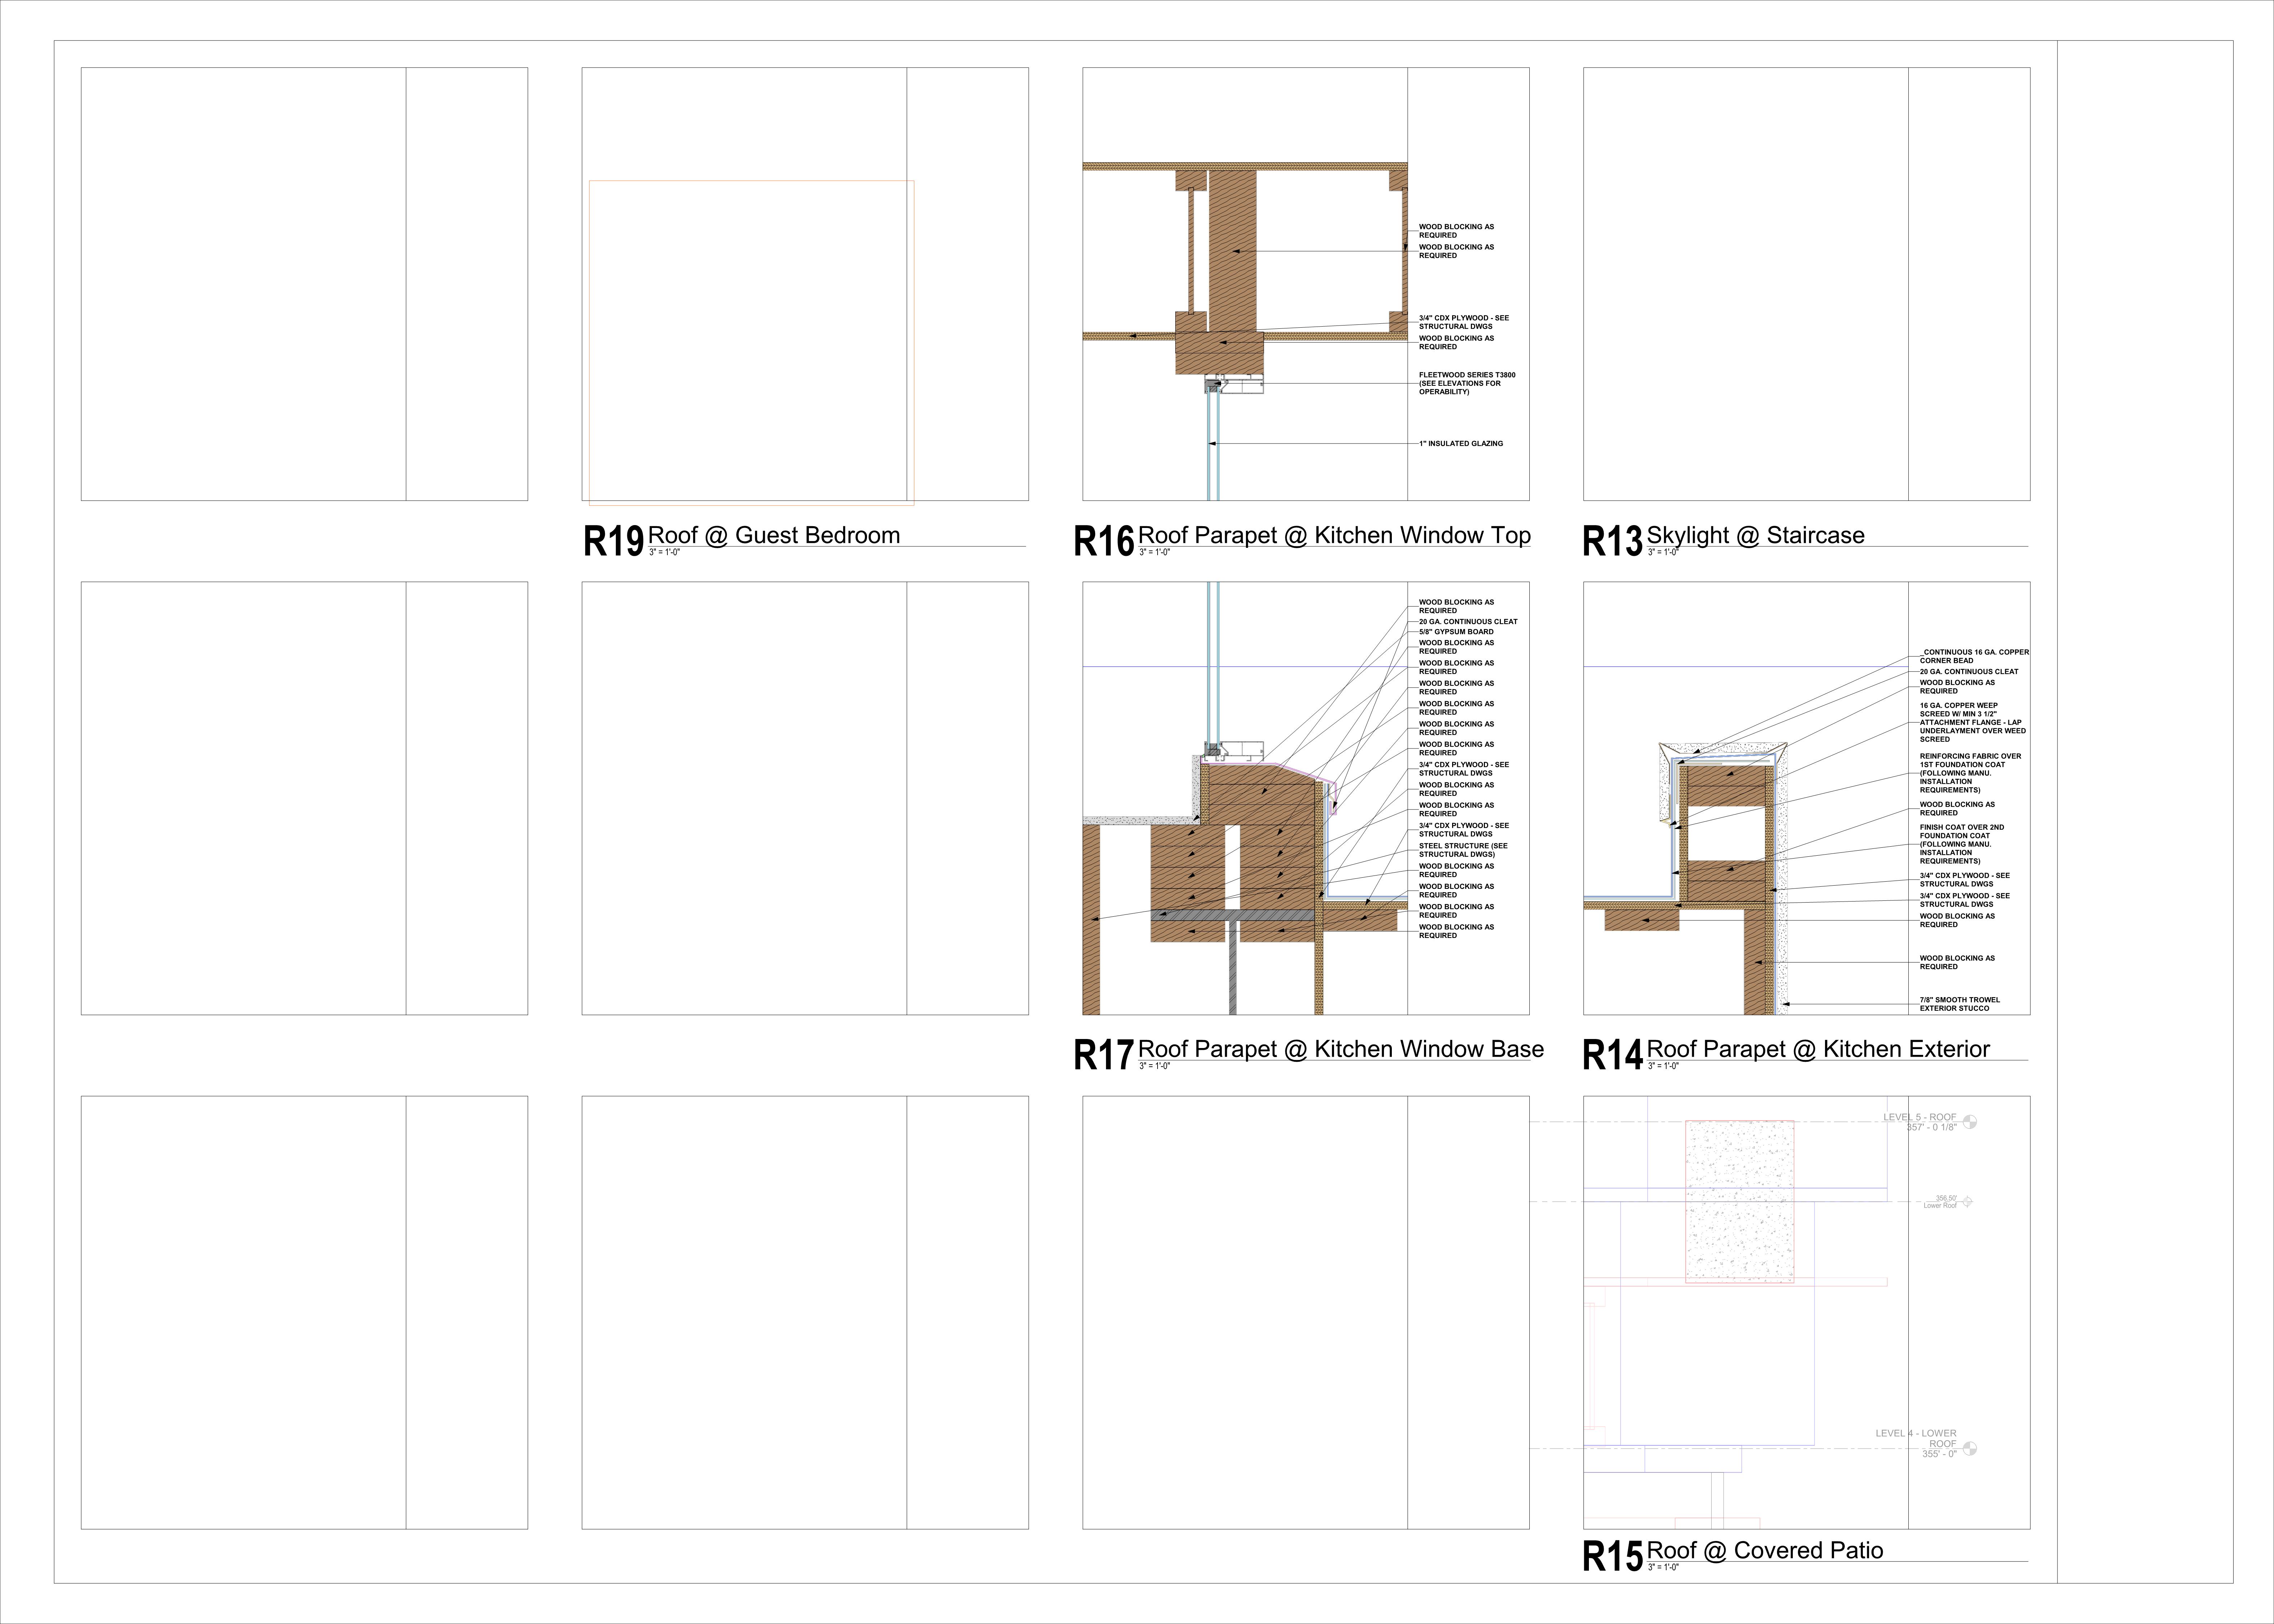 WOOD BLOCKING AS
REQUIRED
WOOD BLOCKING AS
REQUIRED
3/4" CDX PLYWOOD - SEE
STRUCTURAL DWGS
WOOD BLOCKING AS
REQUIRED
FLEETWOOD SERIES T3800
(SEE ELEVATIONS FOR
OPERABILITY)
1" INSULATED GLAZING
R19 Roof @ Guest Bedroom
3" = 1'-0"
R16 Roof Parapet @ Kitchen Window Top
3" = 1'-0"
R13 Skylight @ Staircase
3" = 1'-0"
WOOD BLOCKING AS
REQUIRED
20 GA. CONTINUOUS CLEAT
5/8" GYPSUM BOARD
WOOD BLOCKING AS
REQUIRED
WOOD BLOCKING AS
REQUIRED
WOOD BLOCKING AS
REQUIRED
WOOD BLOCKING AS
REQUIRED
WOOD BLOCKING AS
REQUIRED
WOOD BLOCKING AS
REQUIRED
3/4" CDX PLYWOOD - SEE
STRUCTURAL DWGS
WOOD BLOCKING AS
REQUIRED
WOOD BLOCKING AS
REQUIRED
3/4" CDX PLYWOOD - SEE
STRUCTURAL DWGS
STEEL STRUCTURE (SEE
STRUCTURAL DWGS)
WOOD BLOCKING AS
REQUIRED
WOOD BLOCKING AS
REQUIRED
WOOD BLOCKING AS
REQUIRED
WOOD BLOCKING AS
REQUIRED
_CONTINUOUS 16 GA. COPPER
CORNER BEAD
20 GA. CONTINUOUS CLEAT
WOOD BLOCKING AS
REQUIRED
16 GA. COPPER WEEP
SCREED W/ MIN 3 1/2"
ATTACHMENT FLANGE - LAP
UNDERLAYMENT OVER WEED
SCREED
REINFORCING FABRIC OVER
1ST FOUNDATION COAT
(FOLLOWING MANU.
INSTALLATION
REQUIREMENTS)
WOOD BLOCKING AS
REQUIRED
FINISH COAT OVER 2ND
FOUNDATION COAT
(FOLLOWING MANU.
INSTALLATION
REQUIREMENTS)
3/4" CDX PLYWOOD - SEE
STRUCTURAL DWGS
3/4" CDX PLYWOOD - SEE
STRUCTURAL DWGS
WOOD BLOCKING AS
REQUIRED
WOOD BLOCKING AS
REQUIRED
7/8" SMOOTH TROWEL
EXTERIOR STUCCO
R17 Roof Parapet @ Kitchen Window Base
3" = 1'-0"
R14 Roof Parapet @ Kitchen Exterior
3" = 1'-0"
LEVEL 5 - ROOF
357' - 0 1/8"
356.50'
Lower Roof
LEVEL 4 - LOWER
ROOF
355' - 0"
R15 Roof @ Covered Patio
3" = 1'-0"